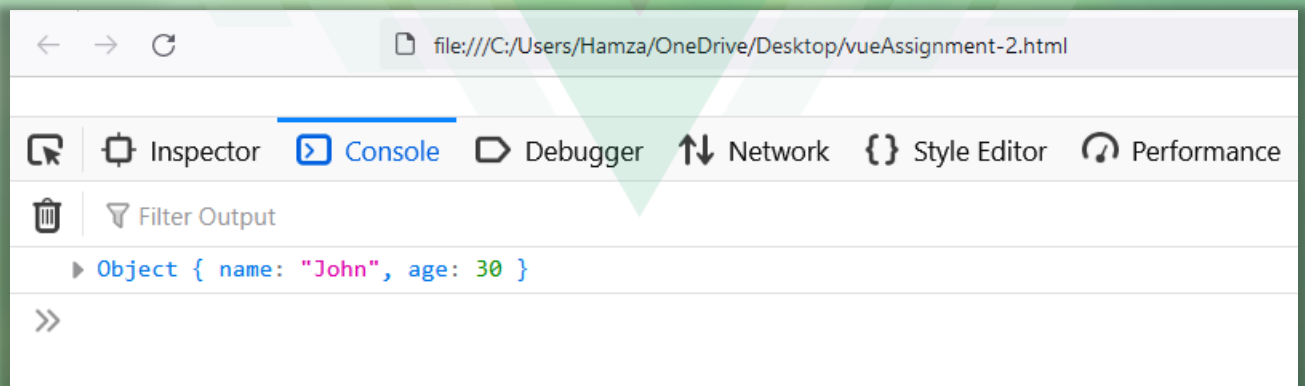 file:///C:/Users/Hamza/OneDrive/Desktop/vueAssignment-2.html
Inspector Console Debugger Network Style Editor Performance
Filter Output
Object { name: "John", age: 30 }